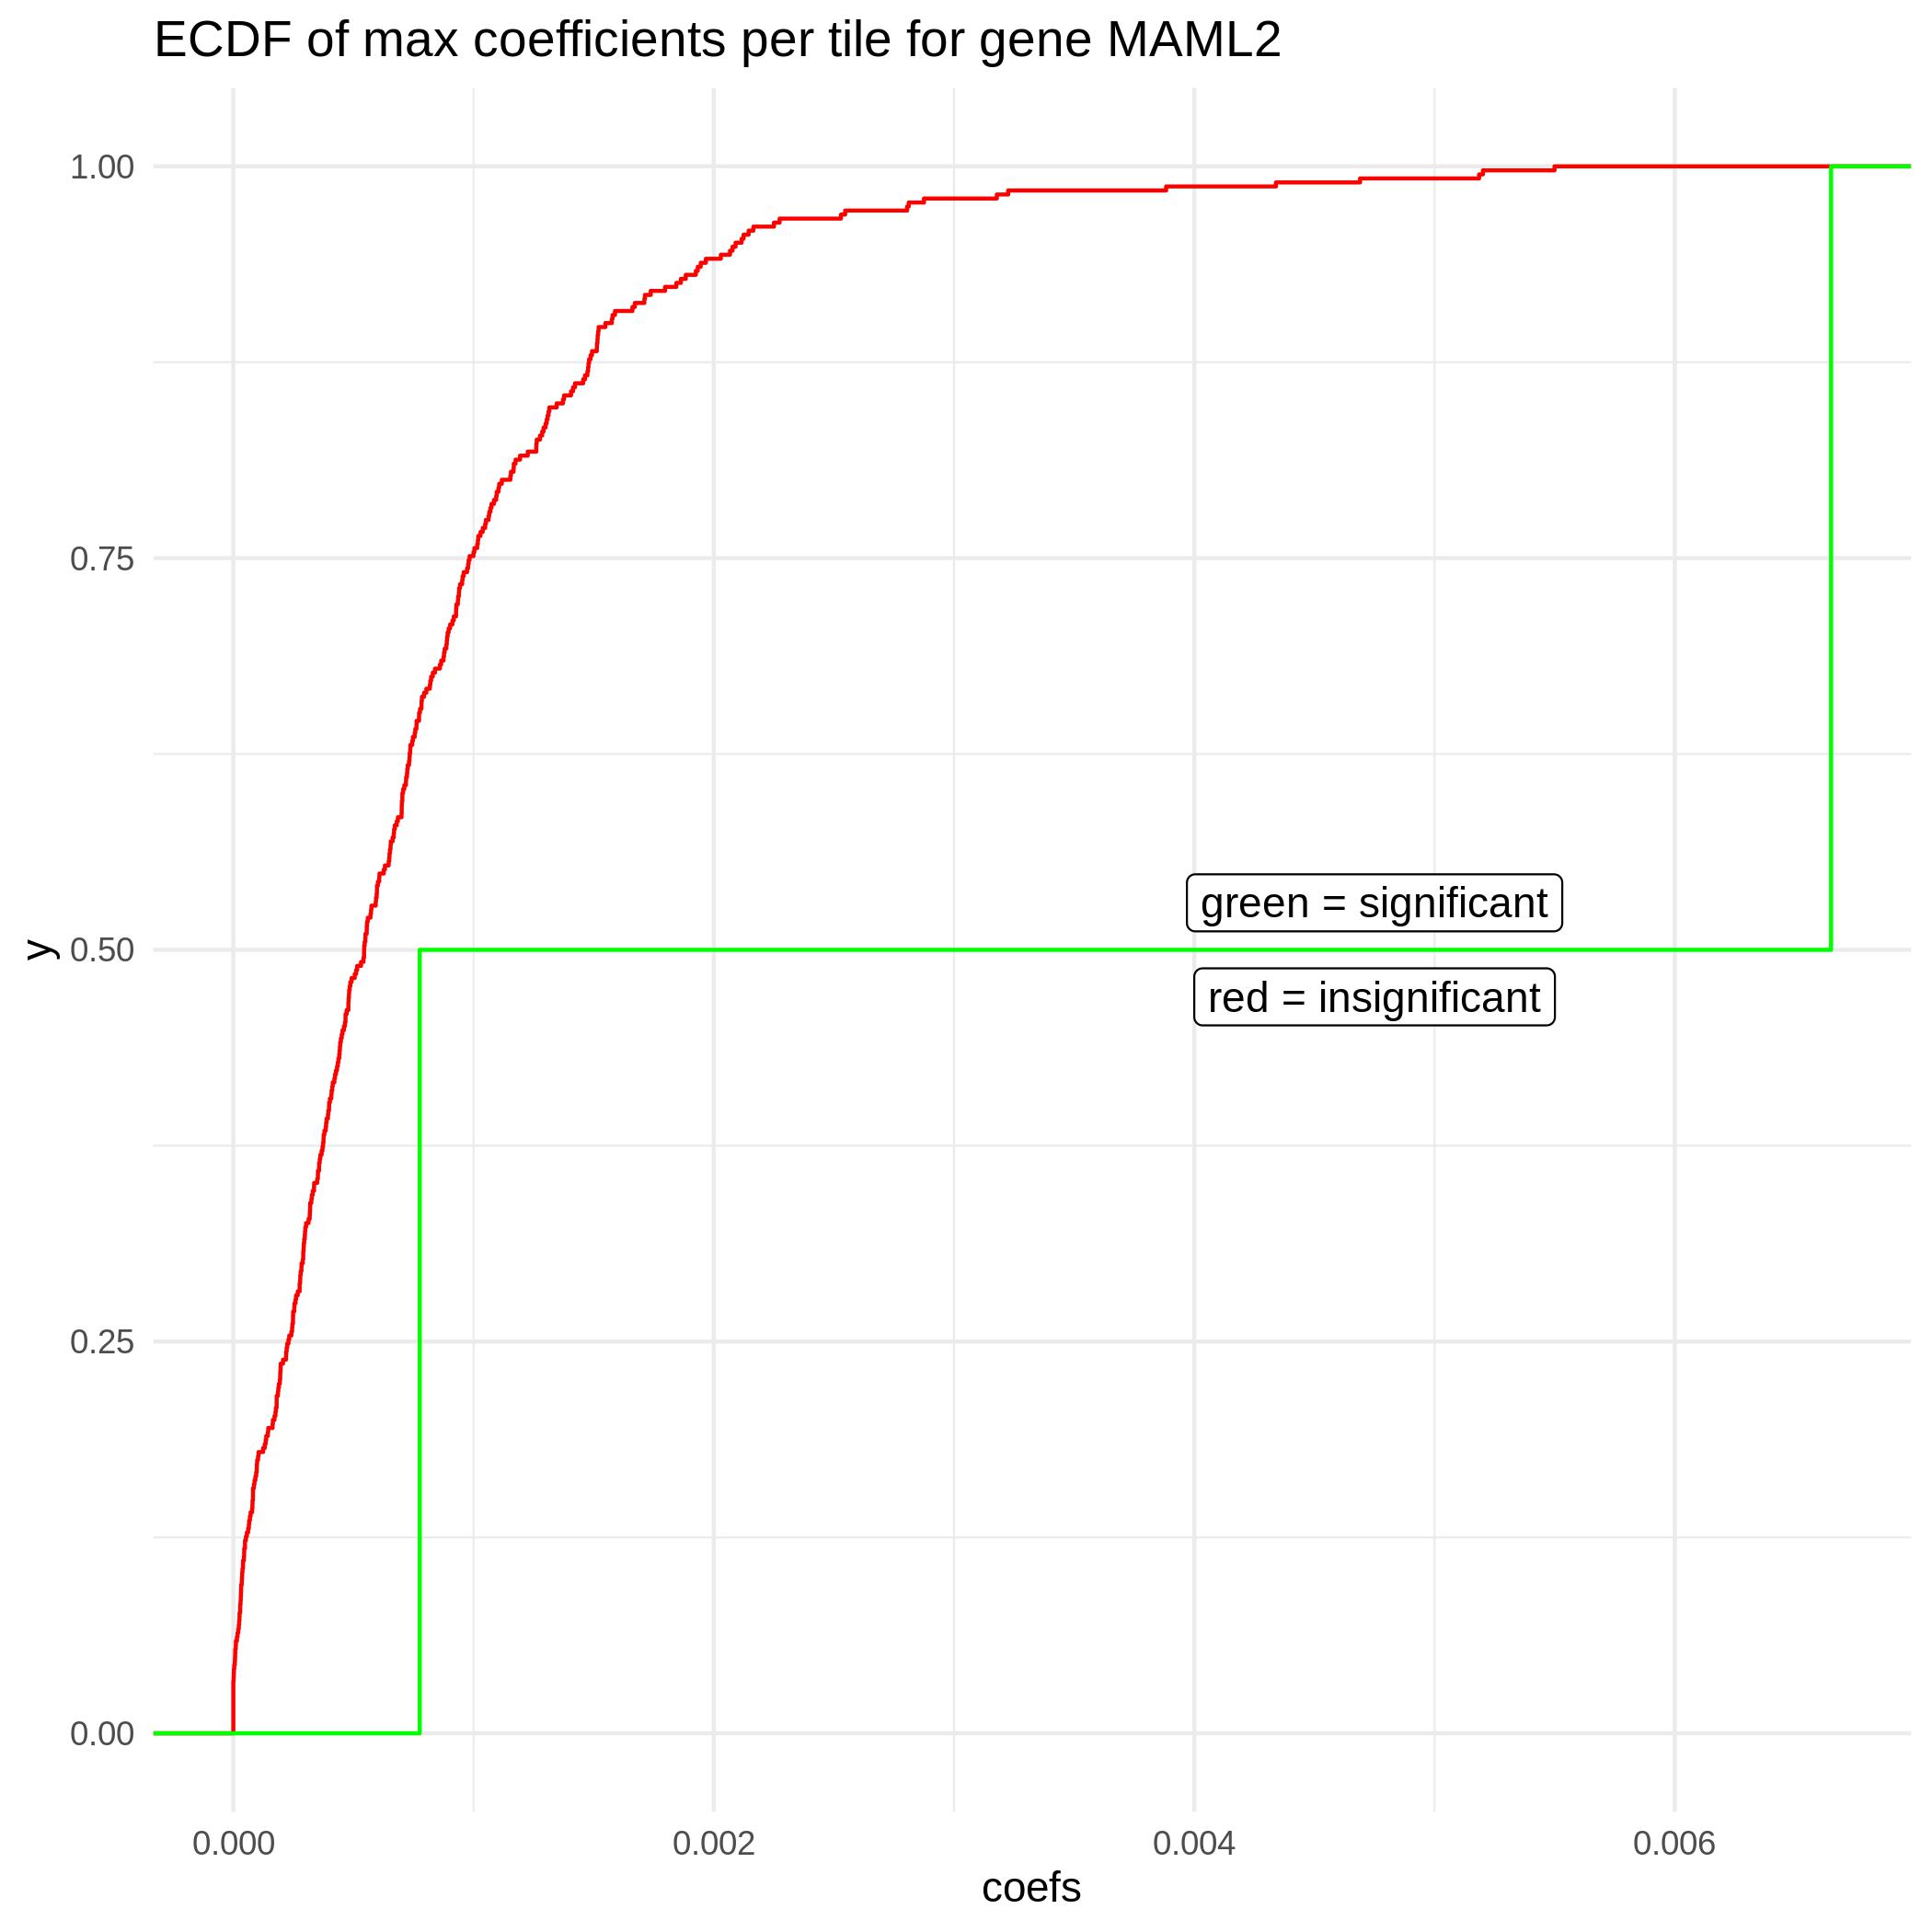 ECDF of max coefficients per tile for gene MAML2
1.00
0.75
0.50
0.25
0.00
y
green = significant
red = insignificant
0.000 0.002 0.004 0.006
coefs